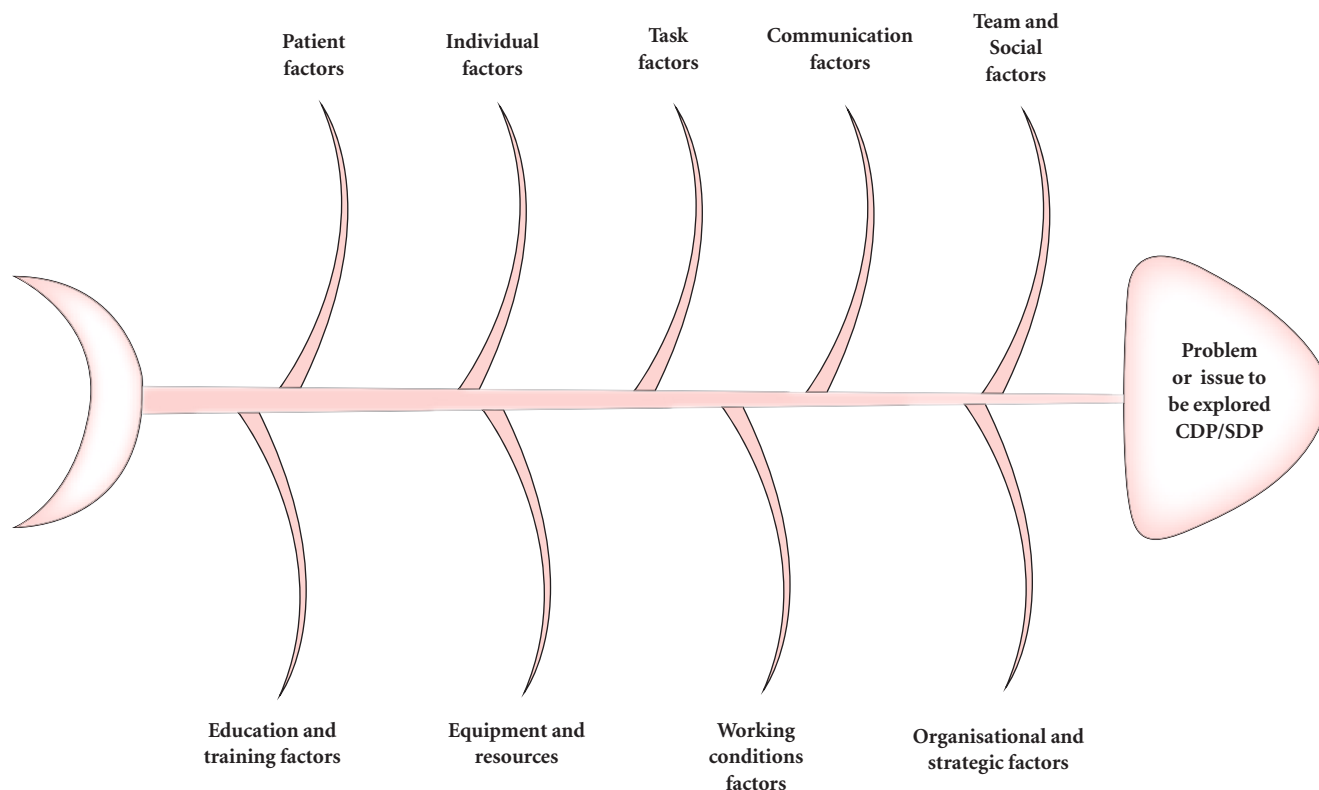 Patient
factors
Individual
factors
Task
factors
Communication
factors
Team and
Social
factors
Problem
or issue to
be explored
CDP/SDP
Education and
training factors
Equipment and
resources
Working
conditions
factors
Organisational and
strategic factors